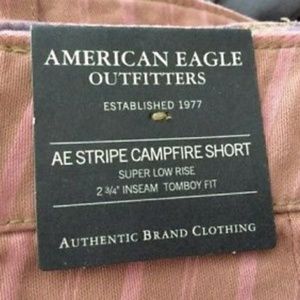 AMERICAN EAGLE
OUTFITTERS
ESTABLISHED 1977
AE STRIPE CAMPFIRE SHORT
SUPER LOW RISE
2 3/4" INSEAM TOMBOY FIT
AUTHENTIC BRAND CLOTHING